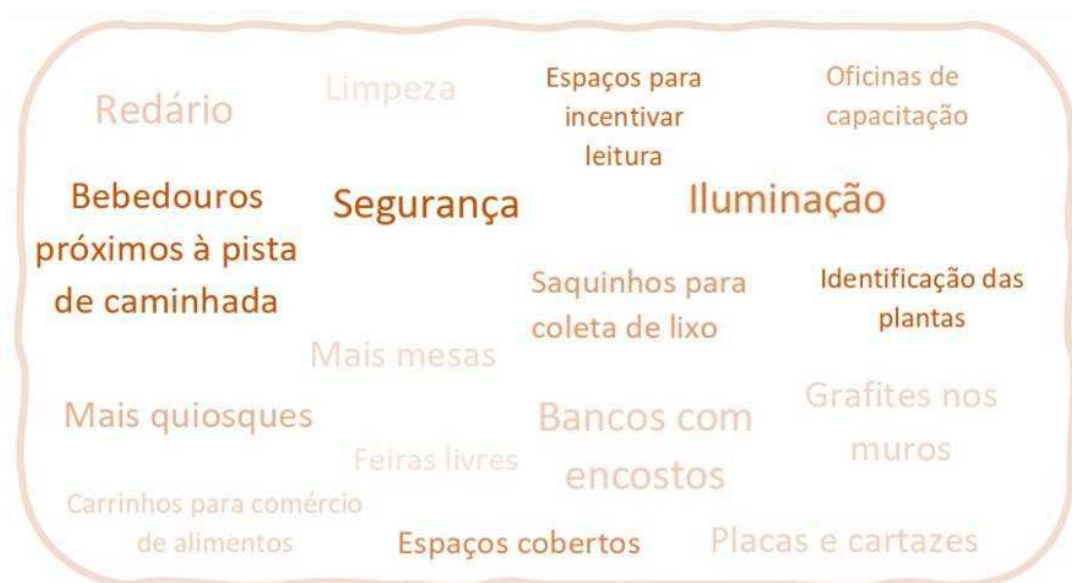 Redário
Limpeza
Espaços para
incentivar
leitura
Oficinas de
capacitação
Bebedouros
próximos à pista
de caminhada
Segurança
Iluminação
Saquinhos para
coleta de lixo
Identificação das
plantas
Mais mesas
Mais quiosques
Bancos com
encostos
Grafites nos
muros
Feiras livres
Carrinhos para comércio
de alimentos
Espaços cobertos
Placas e cartazes